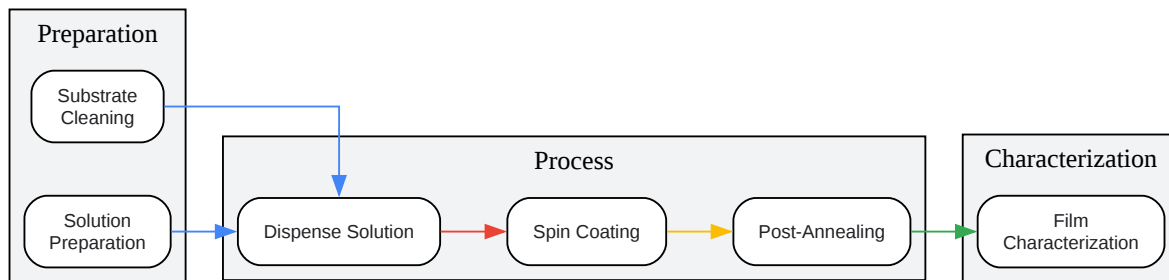 Preparation
Substrate
Cleaning
Solution
Preparation
Process
Dispense Solution
Spin Coating
Post-Annealing
Characterization
Film
Characterization